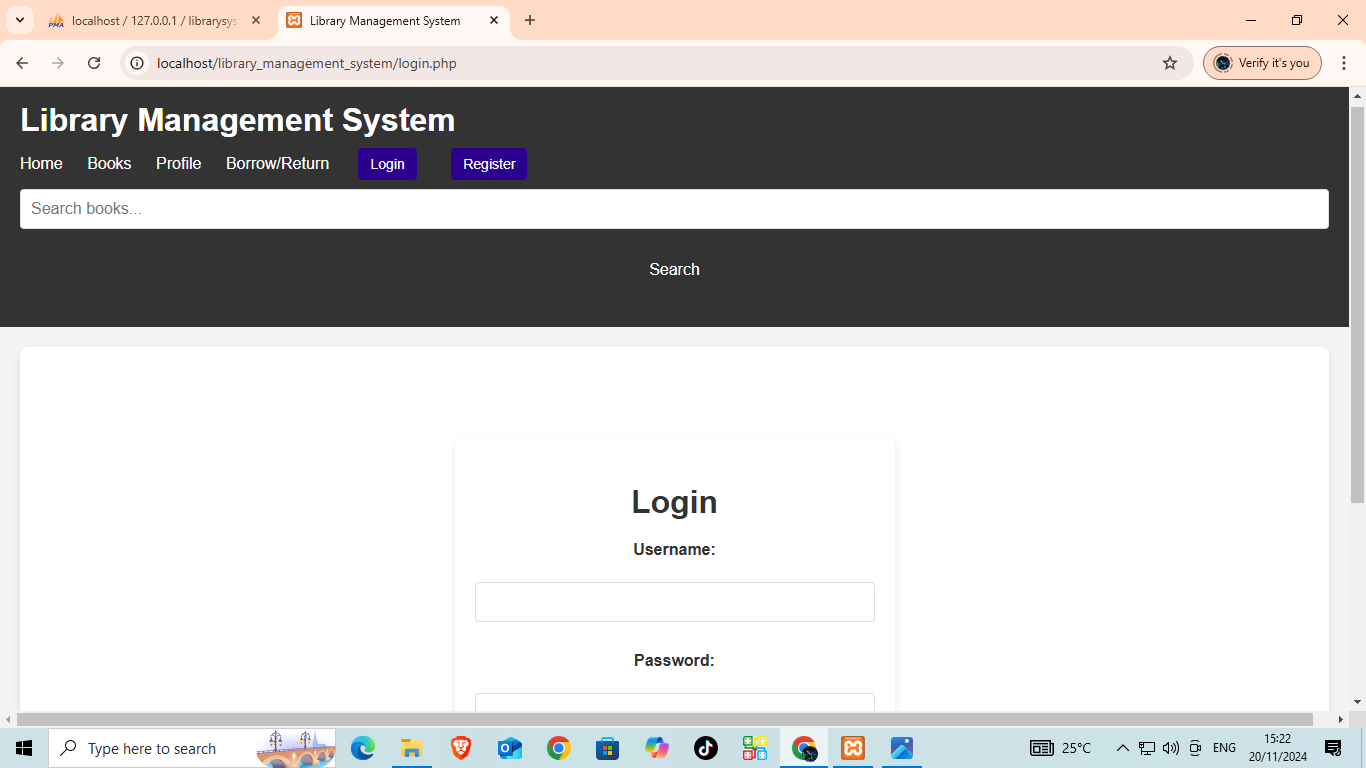 localhost / 127.0.0.1 / librarysys
Library Management System
localhost/library_management_system/login.php
Verify it's you
Library Management System
Home Books Profile Borrow/Return Login Register
Search books...
Search
Login
Username:
Password:
Type here to search
25°C
ENG
15:22
20/11/2024